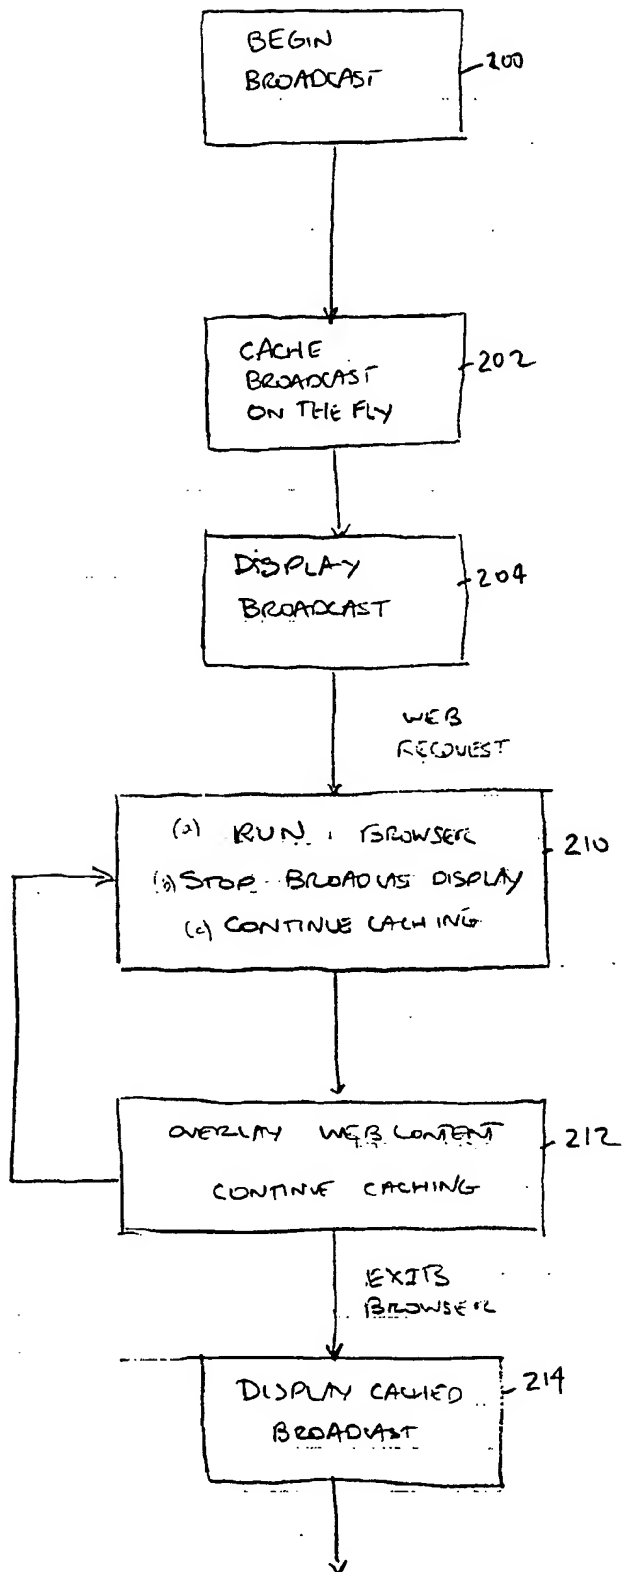 BEGIN
BROADCAST
200
CACHE
BROADCAST
ON THE FLY
202
DISPLAY
BROADCAST
204
WEB
REQUEST
(a) RUN BROWSER
(b) STOP BROADCAS DISPLAY
(c) CONTINUE CACHING
210
OVERLAY WEB CONTENT
CONTINUE CACHING
212
EXITS
BROWSER
DISPLAY CACHED
BROADCAST
214